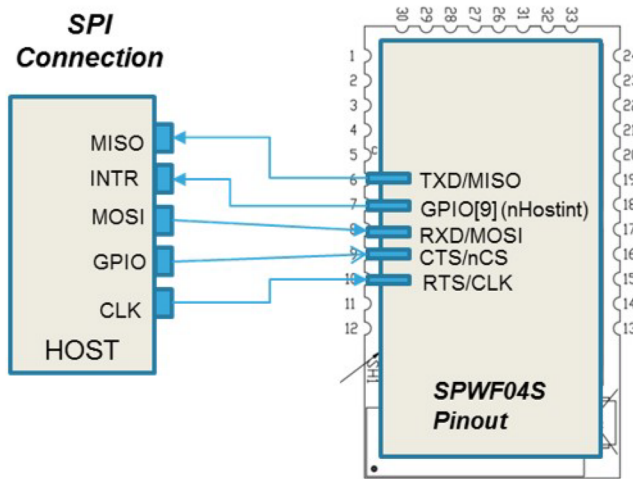 SPI
Connection
MISO
INTR
MOSI
GPIO
CLK
HOST
30 29 28 27 26 31 32 33
1
2
3
4
5
6
7
8
9
10
11
12
TXD/MISO
GPIO[9] (nHostint)
RXD/MOSI
CTS/nCS
RTS/CLK
24
23
22
21
20
19
18
17
16
15
14
13
SH1
SPWF04S
Pinout